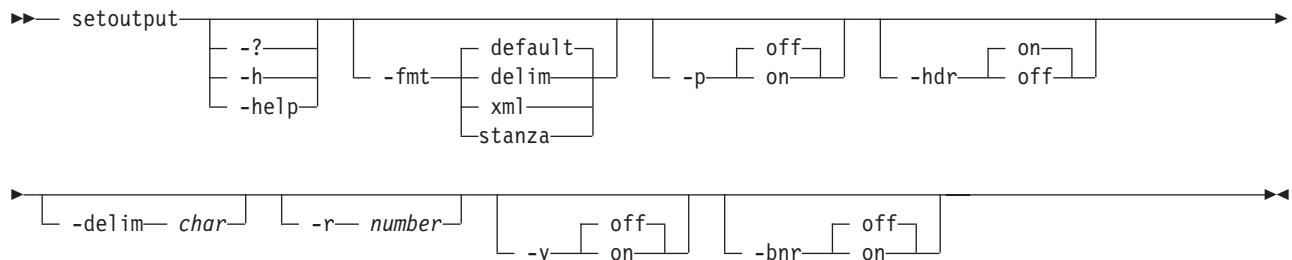 setoutput
-?
-h
-help
-fmt default
delim
xml
stanza
-p off
on
-hdr on
off
-delim char
-r number
-v off
on
-bnr off
on